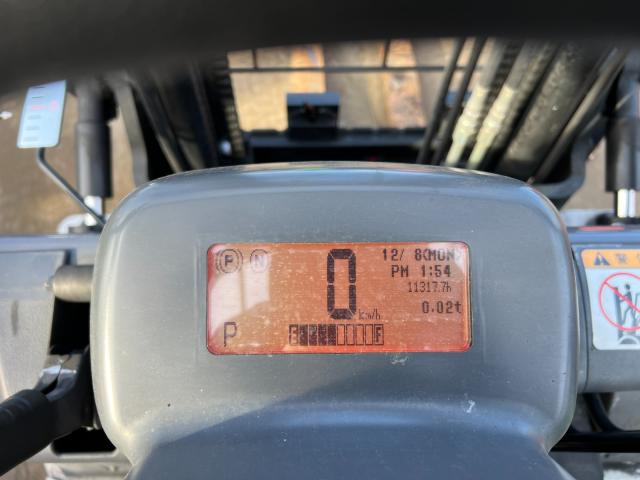 P N
0 km/h
12/ 8(MON)
PM 1:54
11317.7h
0.02t
P
E F